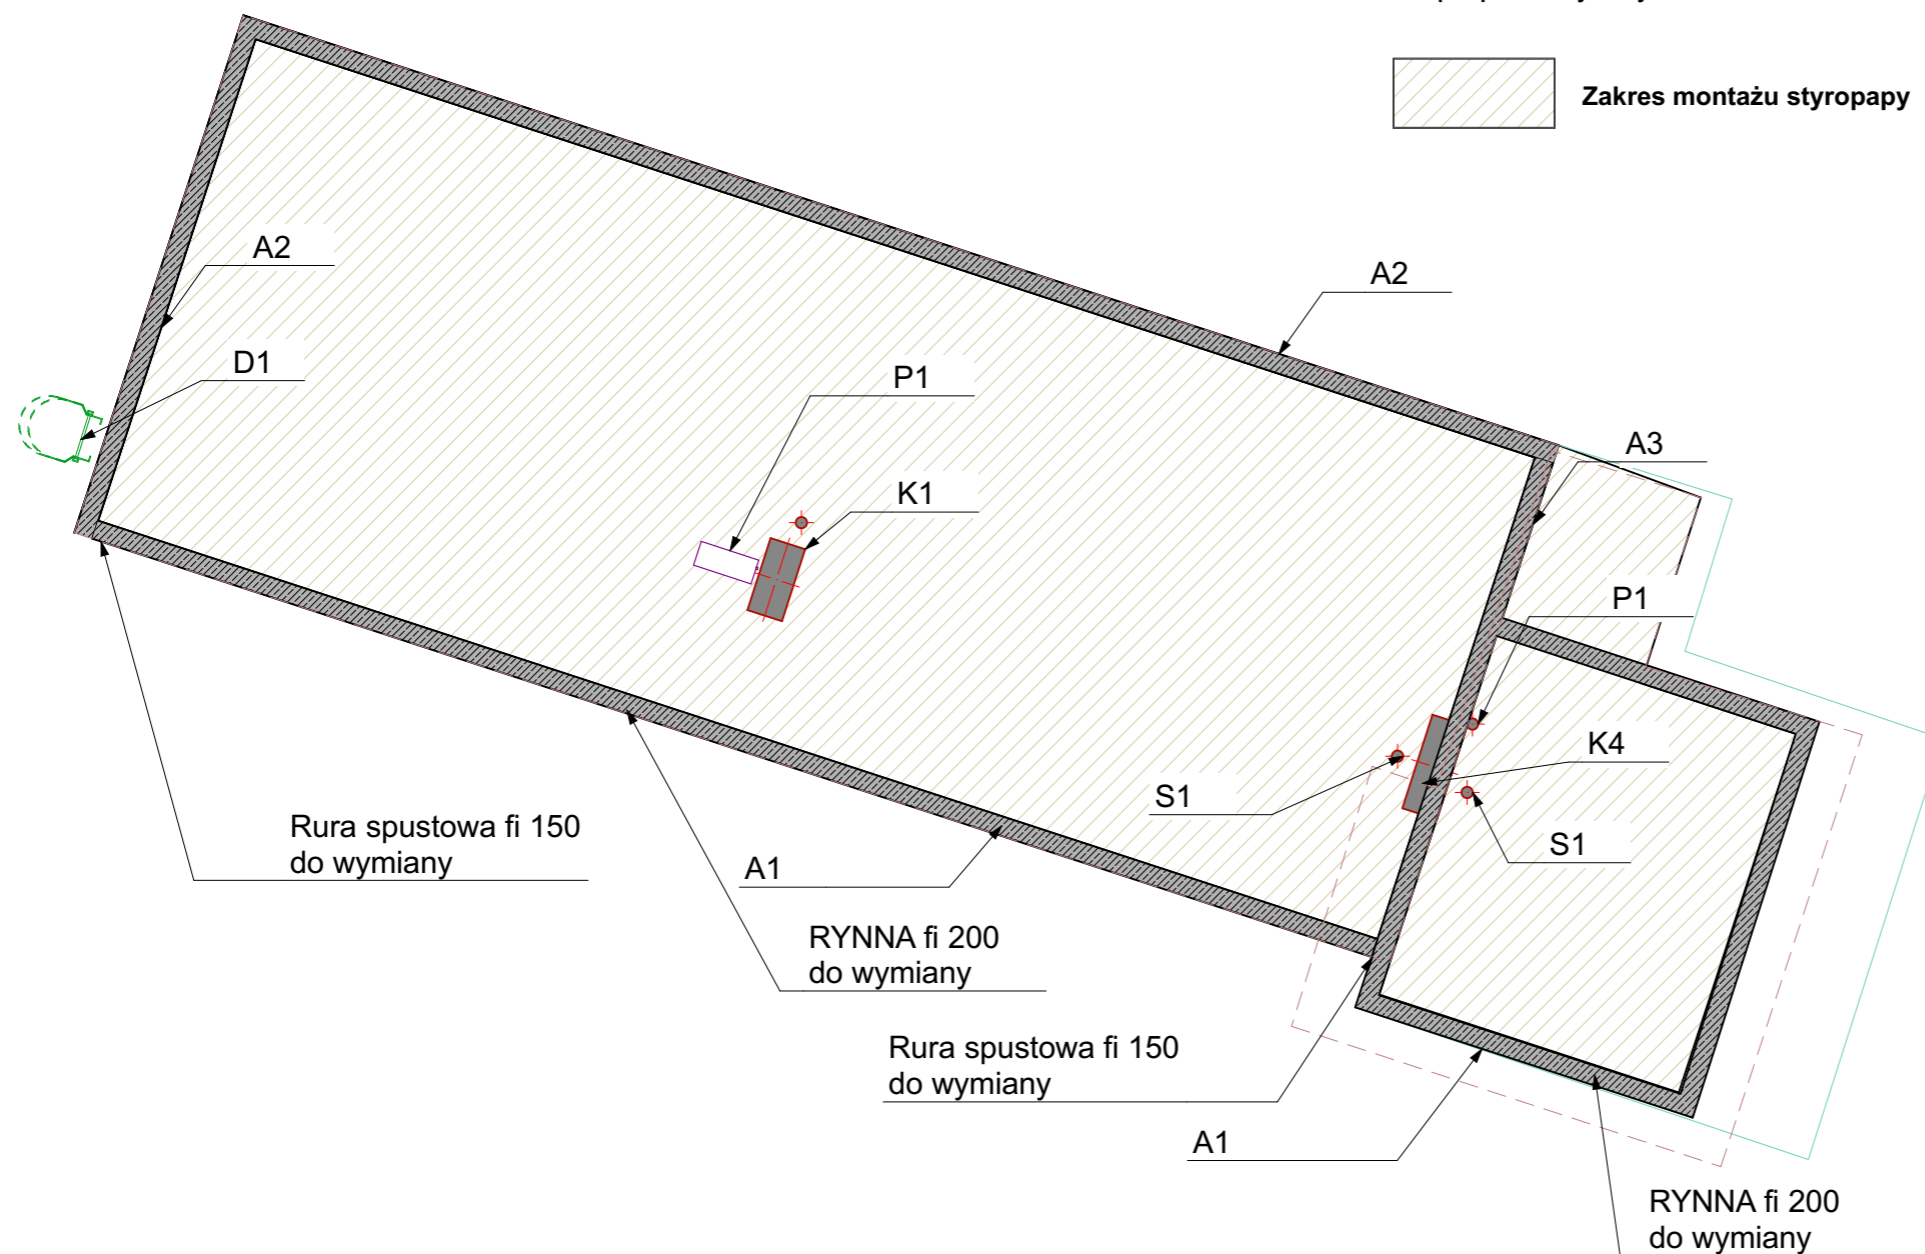 Zakres montażu styropapy
A2
A2
D1
P1
A3
K1
P1
K4
S1
S1
Rura spustowa fi 150
do wymiany
A1
RYNNA fi 200
do wymiany
Rura spustowa fi 150
do wymiany
A1
RYNNA fi 200
do wymiany